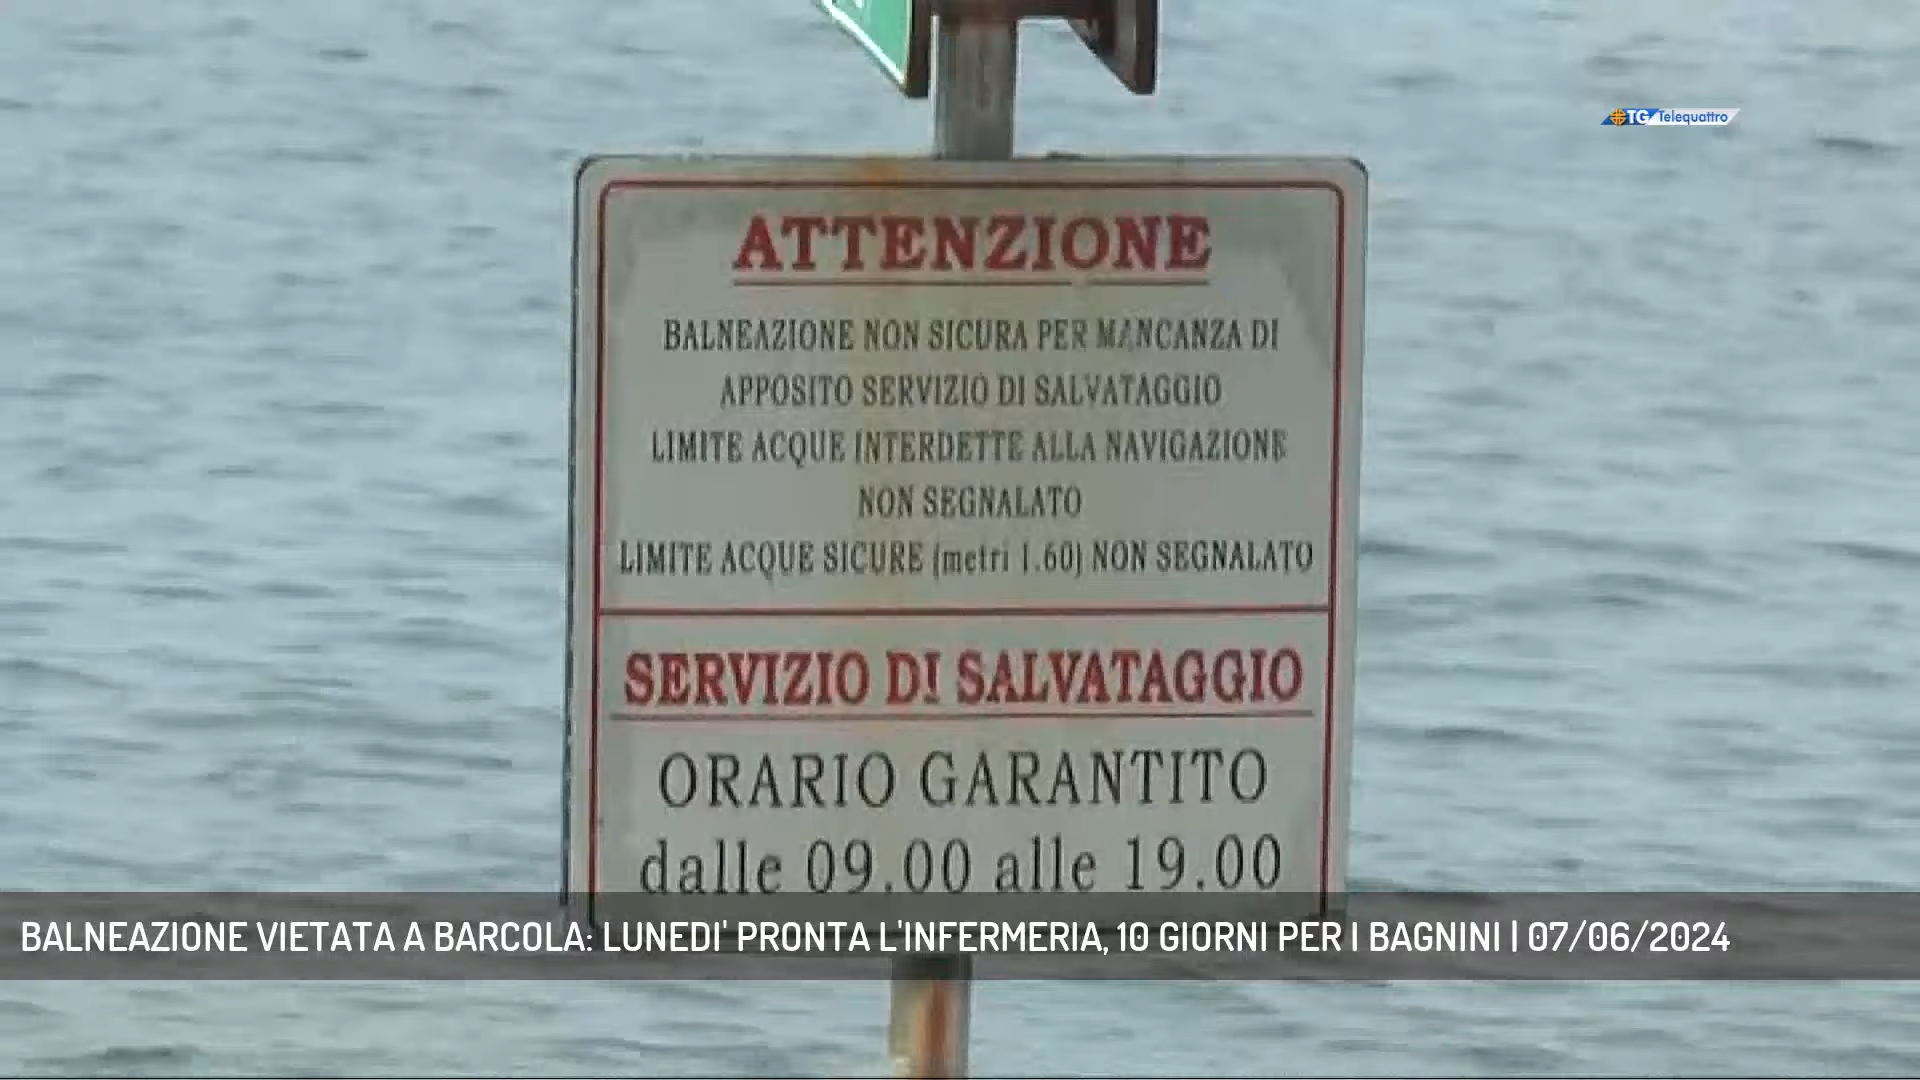 TG Telequattro
ATTENZIONE
BALNEAZIONE NON SICURA PER MANCANZA DI
APPOSITO SERVIZIO DI SALVATAGGIO
LIMITE ACQUE INTERDETTE ALLA NAVIGAZIONE
NON SEGNALATO
LIMITE ACQUE SICURE (metri 1.60) NON SEGNALATO
SERVIZIO DI SALVATAGGIO
ORARIO GARANTITO
dalle 09.00 alle 19.00
BALNEAZIONE VIETATA A BARCOLA: LUNEDI' PRONTA L'INFERMERIA, 10 GIORNI PER I BAGNINI | 07/06/2024